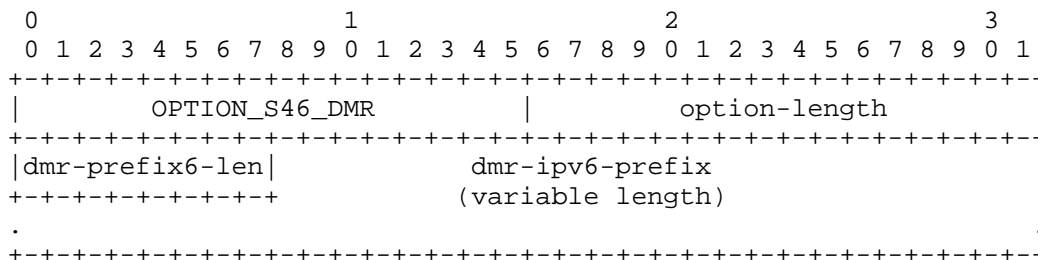 0                   1                   2                   3
0 1 2 3 4 5 6 7 8 9 0 1 2 3 4 5 6 7 8 9 0 1 2 3 4 5 6 7 8 9 0 1
+-+-+-+-+-+-+-+-+-+-+-+-+-+-+-+-+-+-+-+-+-+-+-+-+-+-+-+-+-+-+-+--
|        OPTION_S46_DMR         |         option-length
+-+-+-+-+-+-+-+-+-+-+-+-+-+-+-+-+-+-+-+-+-+-+-+-+-+-+-+-+-+-+-+--
|dmr-prefix6-len|            dmr-ipv6-prefix
+-+-+-+-+-+-+-+-+           (variable length)
.                                                               .
+-+-+-+-+-+-+-+-+-+-+-+-+-+-+-+-+-+-+-+-+-+-+-+-+-+-+-+-+-+-+-+--